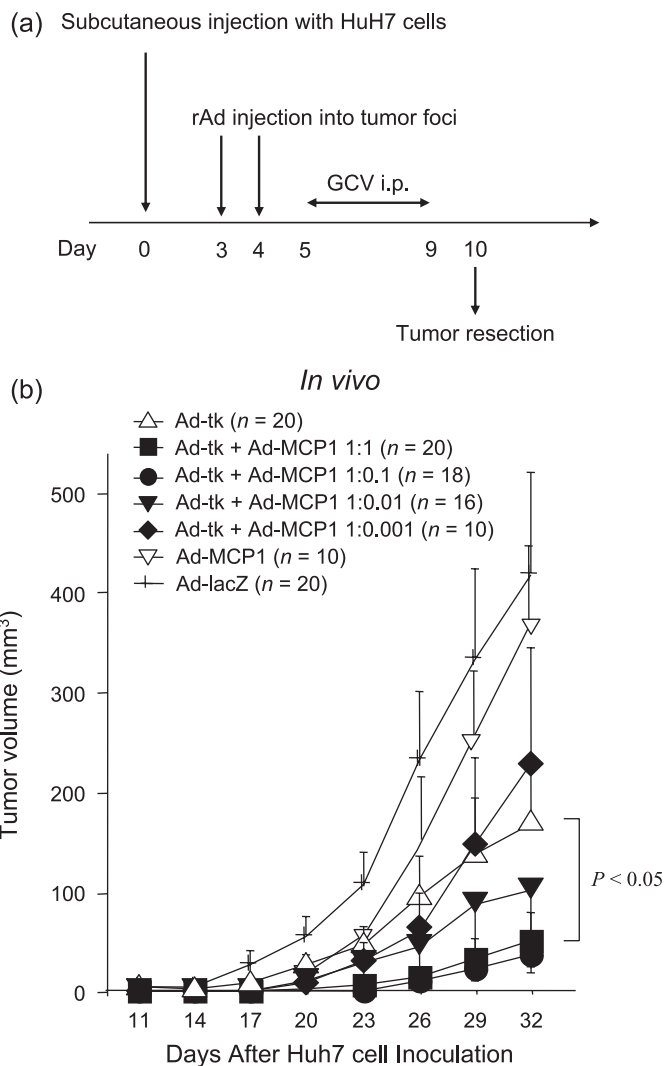 (a) Subcutaneous injection with HuH7 cells
rAd injection into tumor foci
GCV i.p.
Day 0 3 4 5 9 10
Tumor resection
(b) In vivo
Ad-tk (n = 20)
Ad-tk + Ad-MCP1 1:1 (n = 20)
Ad-tk + Ad-MCP1 1:0.1 (n = 18)
Ad-tk + Ad-MCP1 1:0.01 (n = 16)
Ad-tk + Ad-MCP1 1:0.001 (n = 10)
Ad-MCP1 (n = 10)
Ad-lacZ (n = 20)
Tumor volume (mm³)
500
400
300
200
100
0
P < 0.05
11 14 17 20 23 26 29 32
Days After Huh7 cell Inoculation